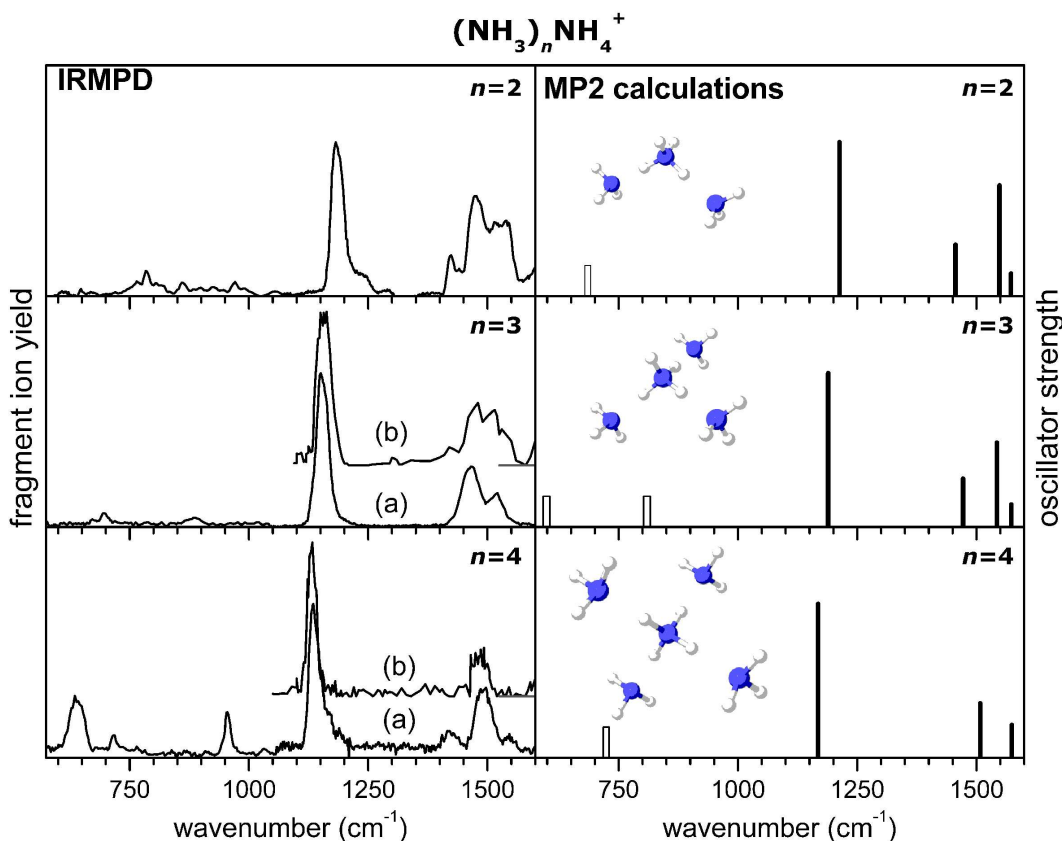 (NH₃)ₙNH₄⁺
IRMPD
n=2
MP2 calculations
n=2
n=3
(b)
(a)
n=3
n=4
(b)
(a)
n=4
fragment ion yield
oscillator strength
750 1000 1250 1500
750 1000 1250 1500
wavenumber (cm⁻¹)
wavenumber (cm⁻¹)